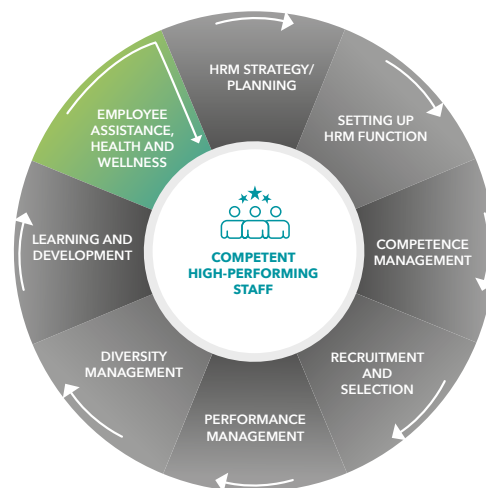 HRM STRATEGY/
PLANNING
SETTING UP
HRM FUNCTION
COMPETENCE
MANAGEMENT
RECRUITMENT
AND
SELECTION
PERFORMANCE
MANAGEMENT
DIVERSITY
MANAGEMENT
LEARNING AND
DEVELOPMENT
EMPLOYEE
ASSISTANCE,
HEALTH AND
WELLNESS
COMPETENT
HIGH-PERFORMING
STAFF